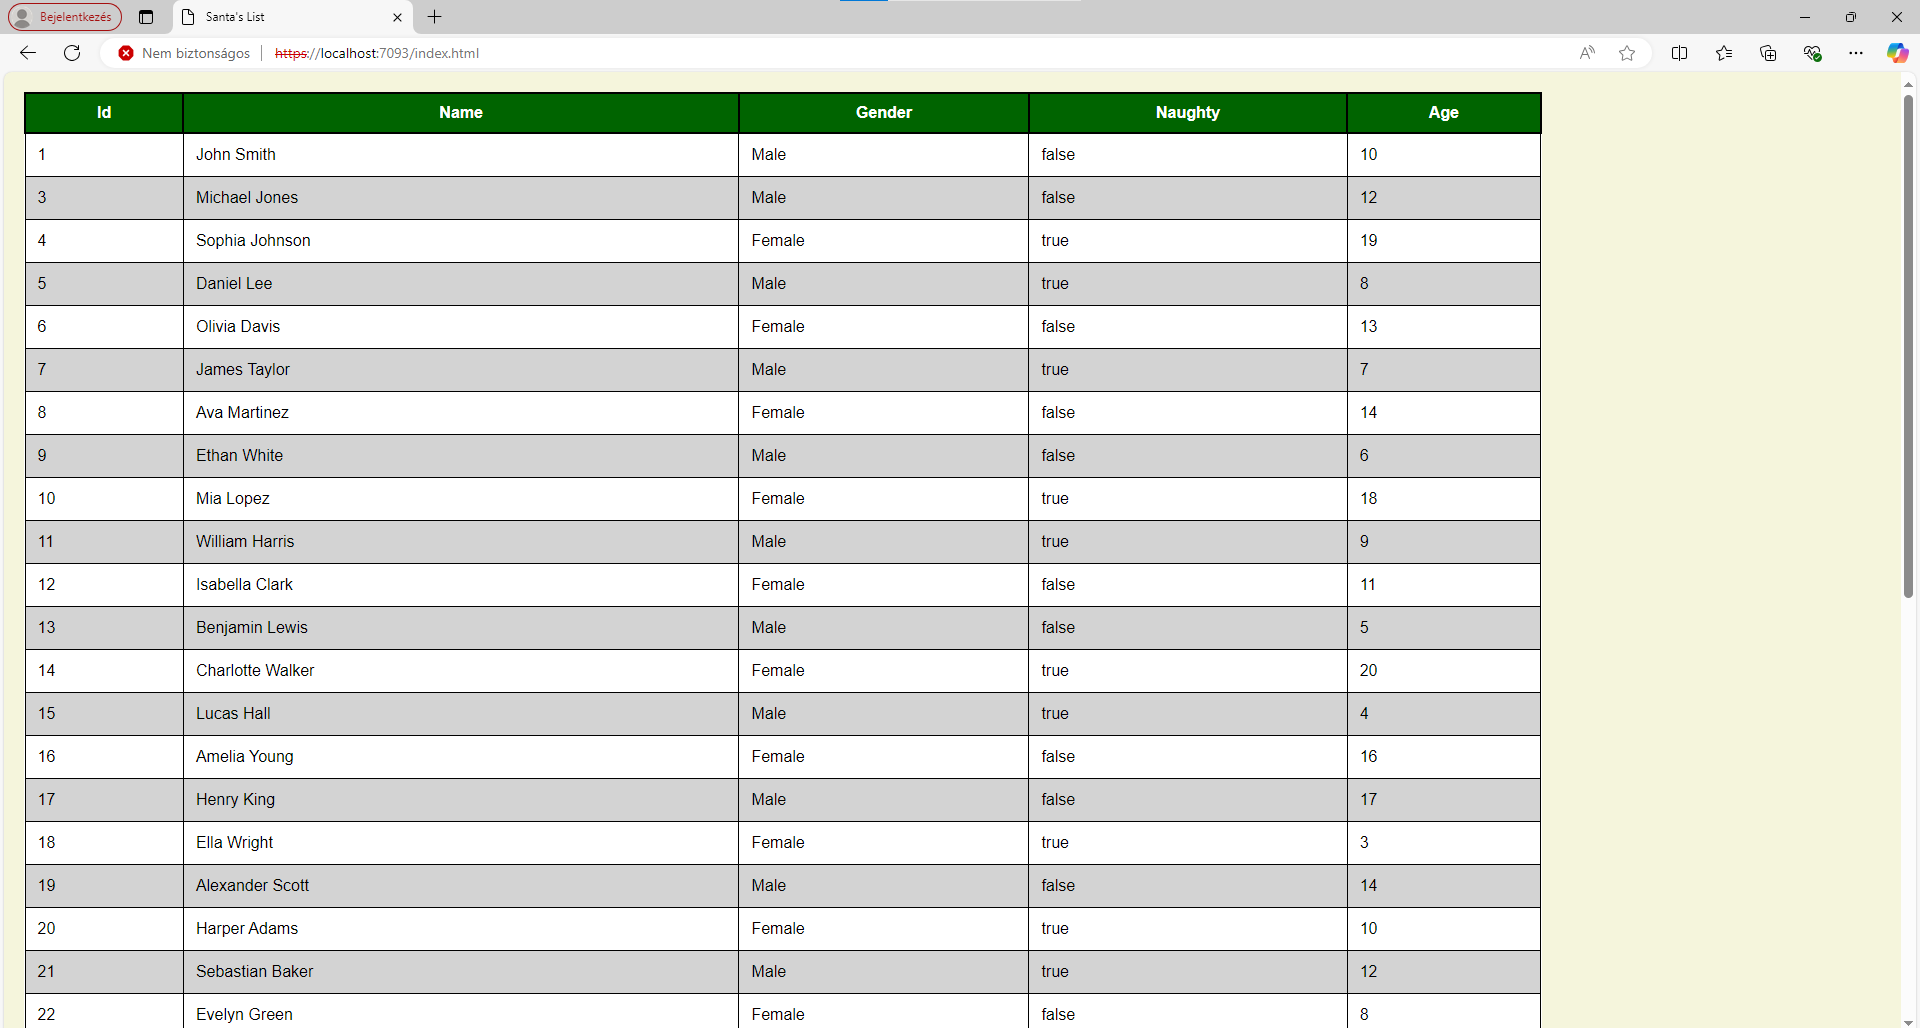 Bejelentkezés Santa's List
Nem biztonságos https://localhost:7093/index.html
Id Name Gender Naughty Age
1 John Smith Male false 10
3 Michael Jones Male false 12
4 Sophia Johnson Female true 19
5 Daniel Lee Male true 8
6 Olivia Davis Female false 13
7 James Taylor Male true 7
8 Ava Martinez Female false 14
9 Ethan White Male false 6
10 Mia Lopez Female true 18
11 William Harris Male true 9
12 Isabella Clark Female false 11
13 Benjamin Lewis Male false 5
14 Charlotte Walker Female true 20
15 Lucas Hall Male true 4
16 Amelia Young Female false 16
17 Henry King Male false 17
18 Ella Wright Female true 3
19 Alexander Scott Male false 14
20 Harper Adams Female true 10
21 Sebastian Baker Male true 12
22 Evelyn Green Female false 8